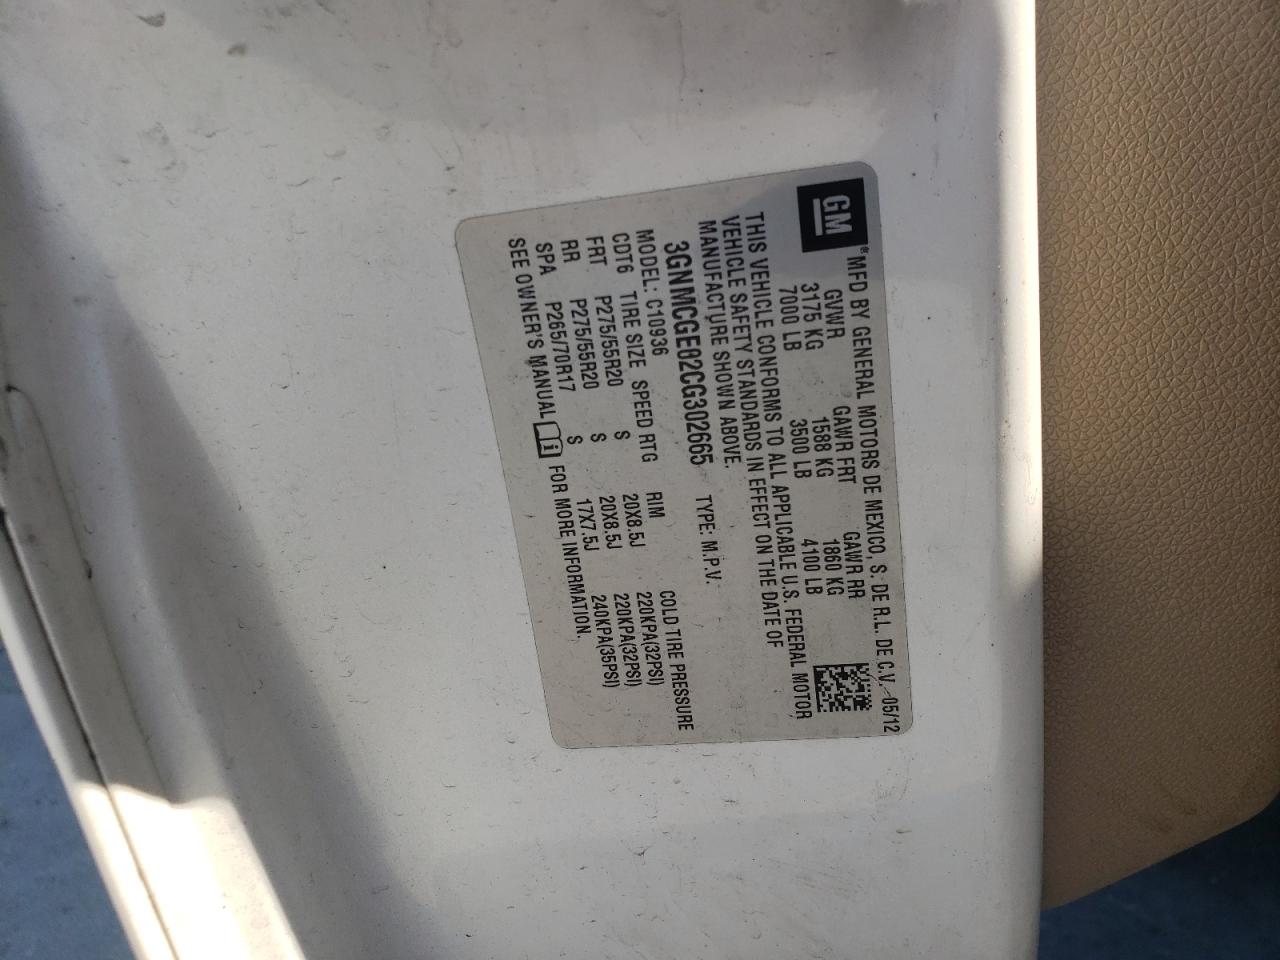 GM
® MFD BY GENERAL MOTORS DE MEXICO, S. DE R.L. DE C.V. 05/12
GVWR GAWR FRT GAWR RR
3175 KG 1588 KG 1860 KG
7000 LB 3500 LB 4100 LB
THIS VEHICLE CONFORMS TO ALL APPLICABLE U.S. FEDERAL MOTOR
VEHICLE SAFETY STANDARDS IN EFFECT ON THE DATE OF
MANUFACTURE SHOWN ABOVE.
3GNMCGE82CG302665 TYPE: M.P.V.
MODEL: C10936
CDT6 TIRE SIZE SPEED RTG RIM COLD TIRE PRESSURE
FRT P275/55R20 S 20X8.5J 220KPA(32PSI)
RR P275/55R20 S 20X8.5J 220KPA(32PSI)
SPA P265/70R17 S 17X7.5J 240KPA(35PSI)
SEE OWNER'S MANUAL FOR MORE INFORMATION.